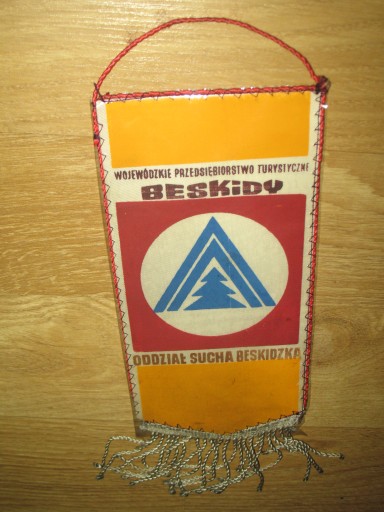 WOJEWÓDZKIE PRZEDSIĘBIORSTWO TURYSTYCZNE
BESKiDY
ODDZIAŁ SUCHA BESKIDZKA